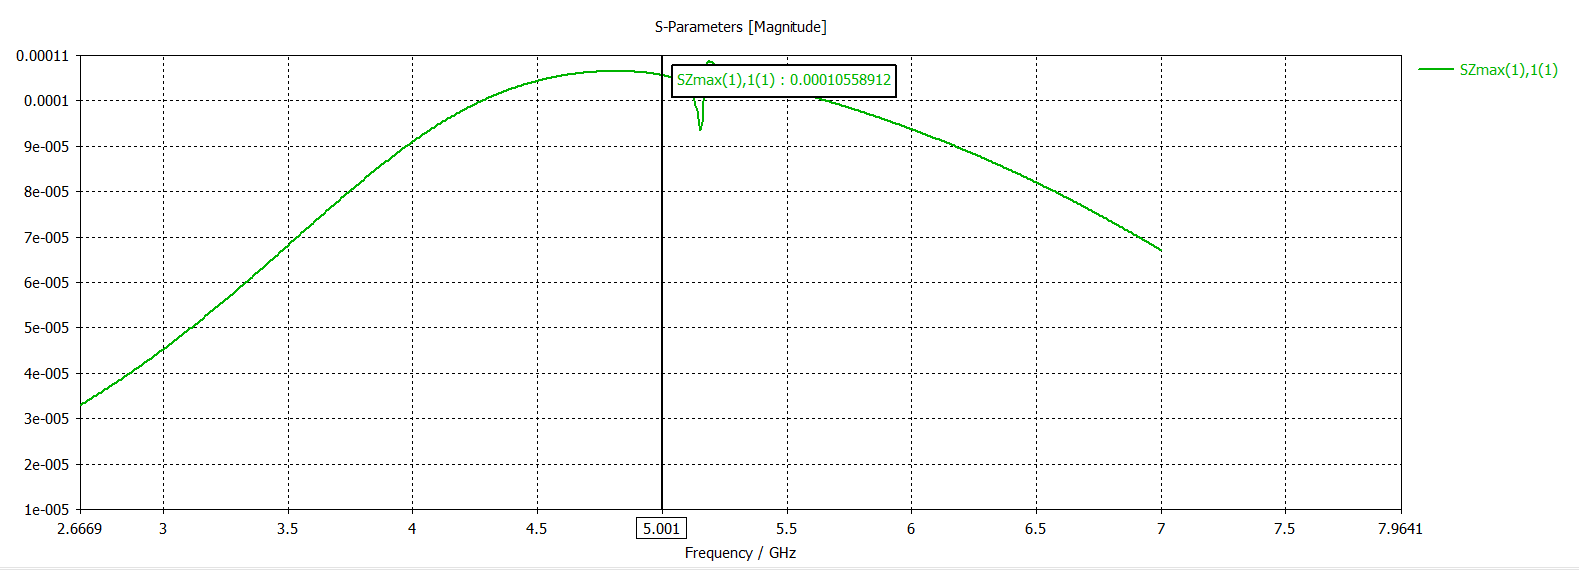 S-Parameters [Magnitude]
0.00011
0.0001
9e-005
8e-005
7e-005
6e-005
5e-005
4e-005
3e-005
2e-005
1e-005
SZmax(1),1(1) : 0.00010558912
SZmax(1),1(1)
2.6669 3 3.5 4 4.5 5.001 5.5 6 6.5 7 7.5 7.9641
Frequency / GHz